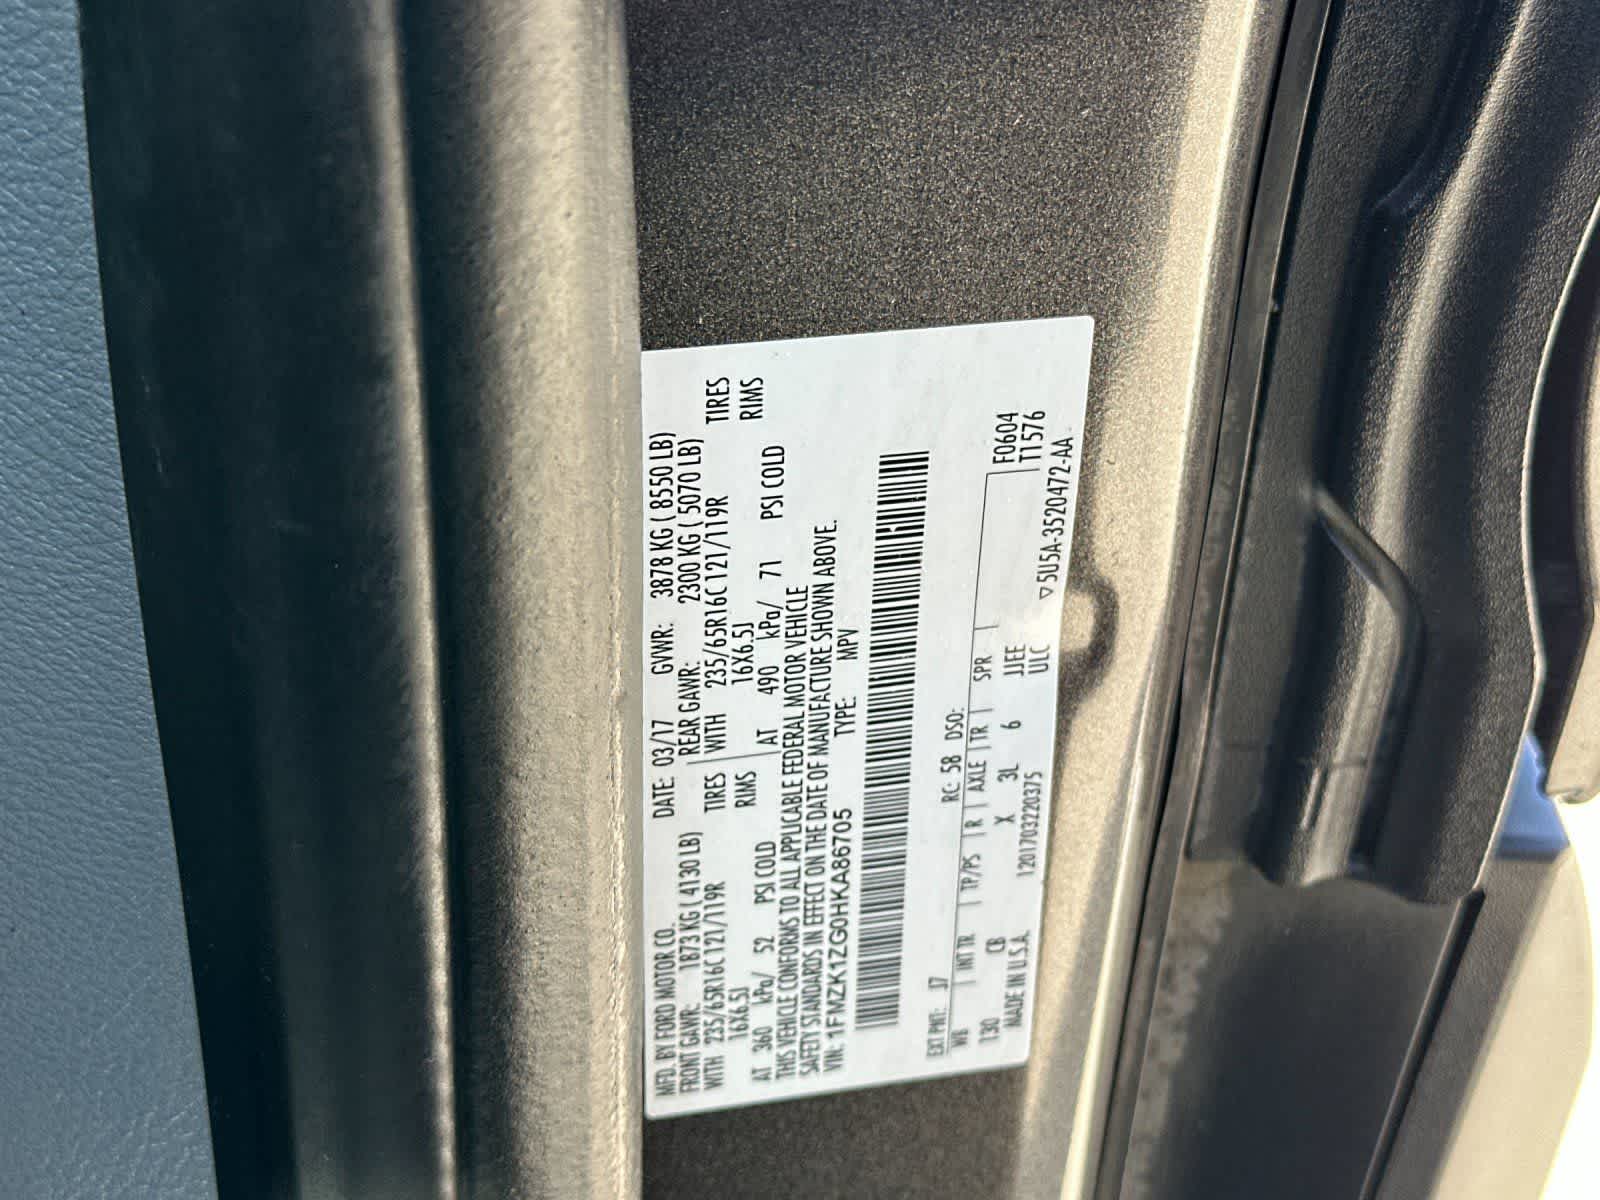 MFD. BY FORD MOTOR CO. DATE: 03/17 GVWR: 3878 KG ( 8550 LB)
FRONT GAWR: 1873 KG ( 4130 LB) REAR GAWR: 2300 KG ( 5070 LB)
WITH 235/65R16C 121/119R TIRES WITH 235/65R16C 121/119R TIRES
16X6.5J RIMS 16X6.5J RIMS
AT 360 kPa/ 52 PSI COLD AT 490 kPa/ 71 PSI COLD
THIS VEHICLE CONFORMS TO ALL APPLICABLE FEDERAL MOTOR VEHICLE
SAFETY STANDARDS IN EFFECT ON THE DATE OF MANUFACTURE SHOWN ABOVE.
VIN: 1FMZK1ZG0HKA86705 TYPE: MPV
EXT PNT: J7 RC: 58 DSO:
WB | INT TR | TP/PS | R | AXLE | TR | SPR | F0604
130 CB X 3L 6 JJEE T1576
MADE IN U.S.A. 1201703220375 ULC
▽5U5A-3520472-AA